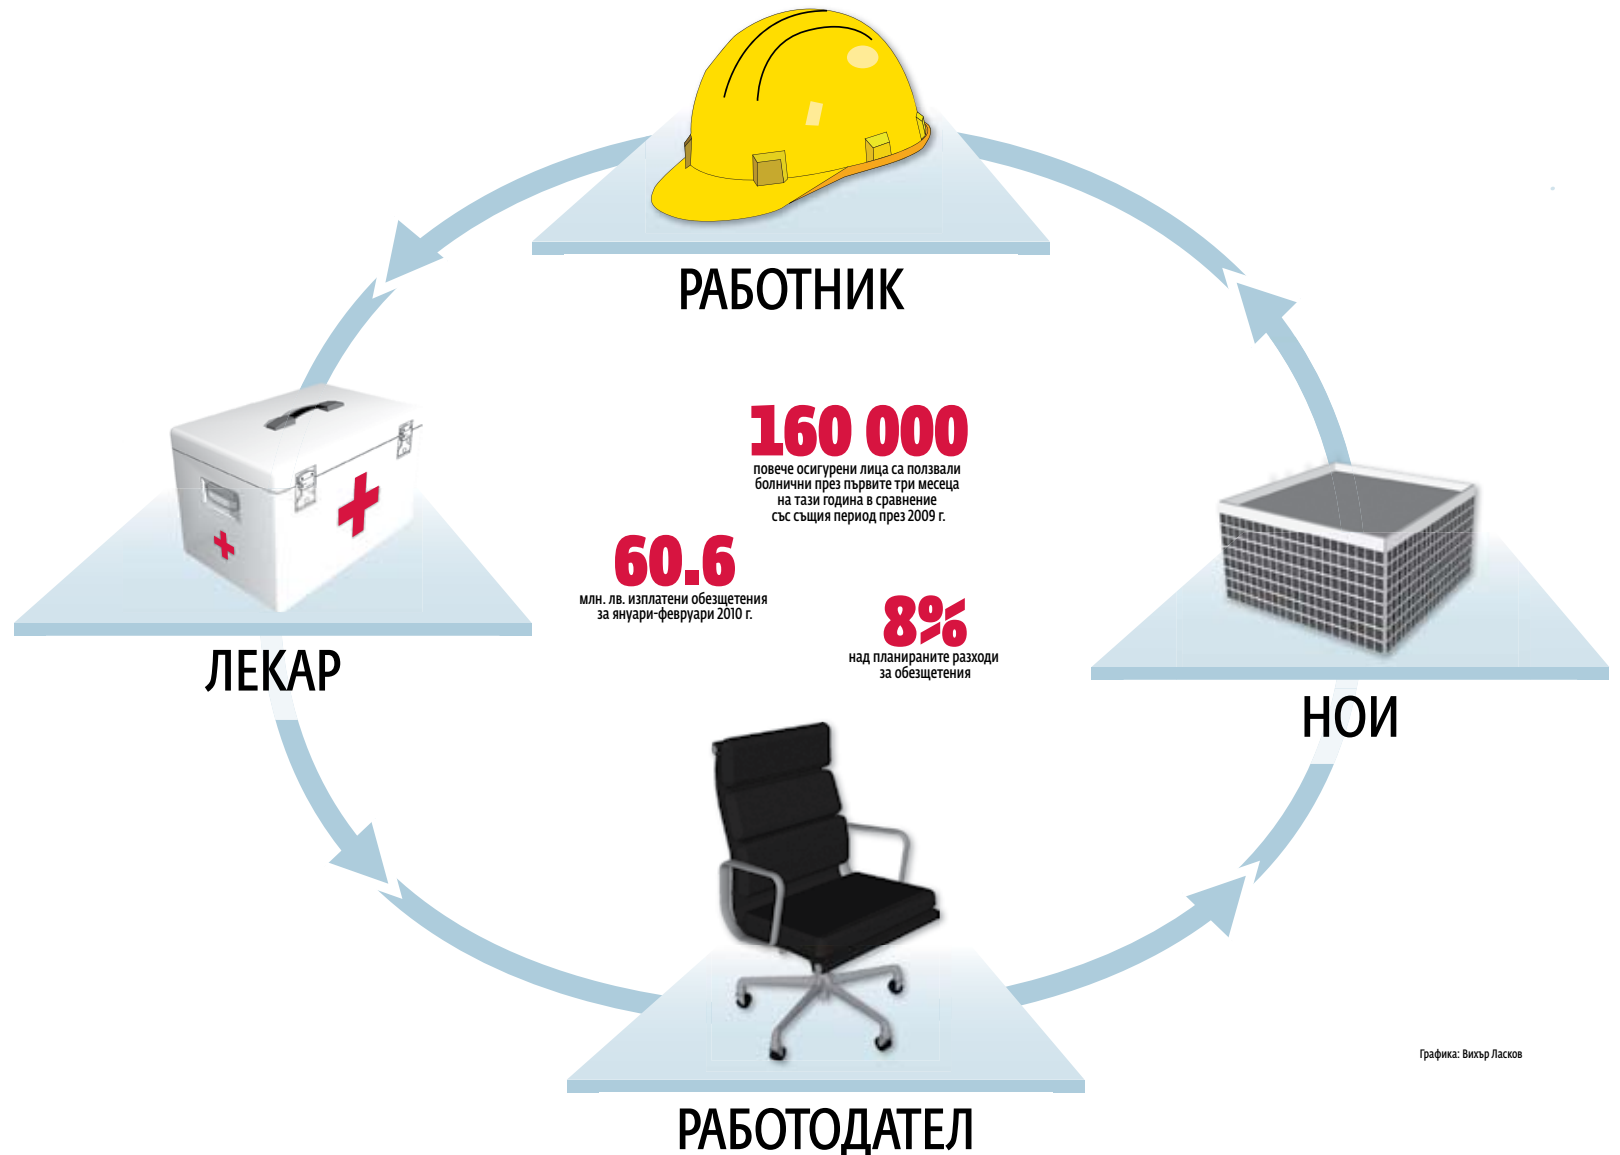 РАБОТНИК
160 000
повече осигурени лица са ползвали
болнични през първите три месеца
на тази година в сравнение
със същия период през 2009 г.
60.6
млн. лв. изплатени обезщетения
за януари-февруари 2010 г.
8%
над планираните разходи
за обезщетения
ЛЕКАР
НОИ
РАБОТОДАТЕЛ
Графика: Вихър Ласков